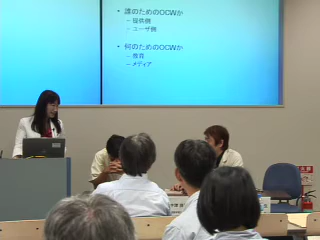 • 誰のためのOCWか
– 提供側
– ユーザ側
• 何のためのOCWか
– 教育
– メディア